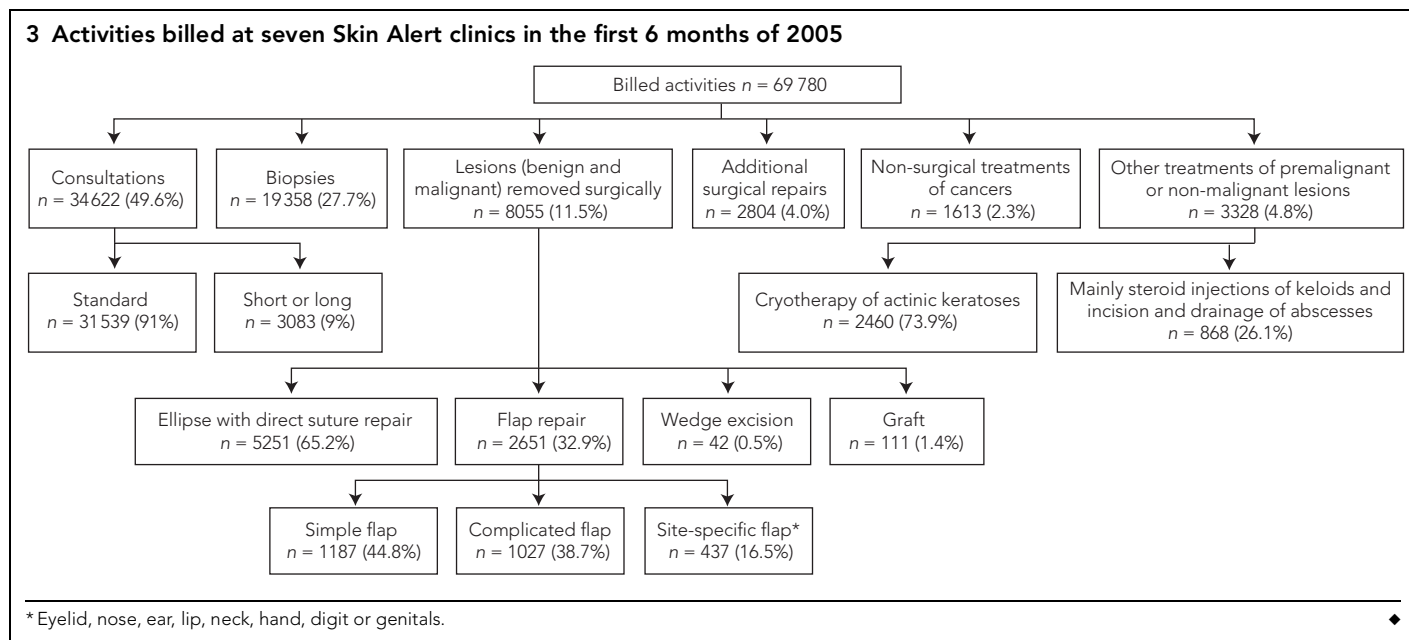 3 Activities billed at seven Skin Alert clinics in the first 6 months of 2005
Billed activities n = 69 780
Consultations
n = 34 622 (49.6%)
Biopsies
n = 19 358 (27.7%)
Lesions (benign and
malignant) removed surgically
n = 8055 (11.5%)
Additional
surgical repairs
n = 2804 (4.0%)
Non-surgical treatments
of cancers
n = 1613 (2.3%)
Other treatments of premalignant
or non-malignant lesions
n = 3328 (4.8%)
Standard
n = 31 539 (91%)
Short or long
n = 3083 (9%)
Cryotherapy of actinic keratoses
n = 2460 (73.9%)
Mainly steroid injections of keloids and
incision and drainage of abscesses
n = 868 (26.1%)
Ellipse with direct suture repair
n = 5251 (65.2%)
Flap repair
n = 2651 (32.9%)
Wedge excision
n = 42 (0.5%)
Graft
n = 111 (1.4%)
Simple flap
n = 1187 (44.8%)
Complicated flap
n = 1027 (38.7%)
Site-specific flap*
n = 437 (16.5%)
* Eyelid, nose, ear, lip, neck, hand, digit or genitals.